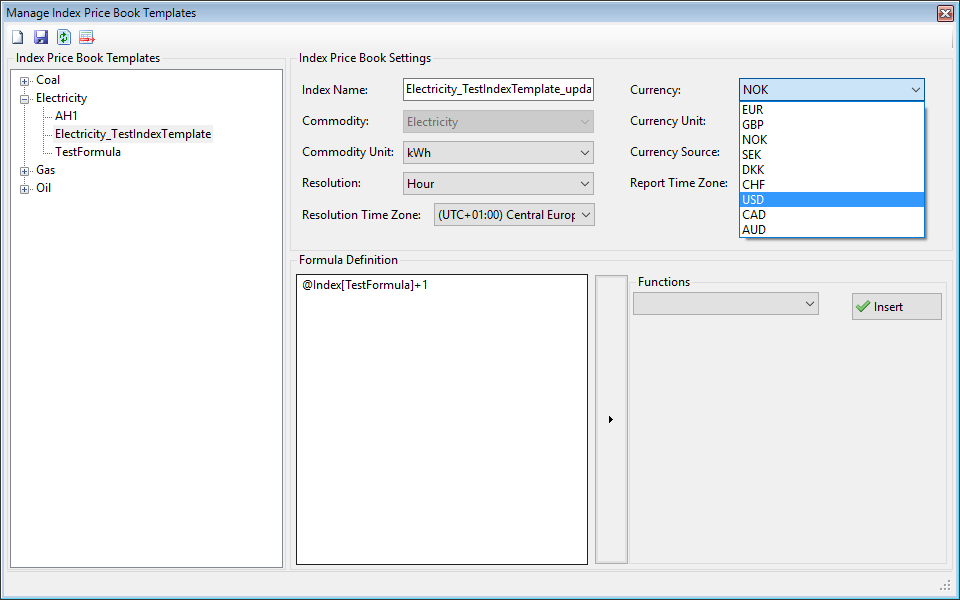 Manage Index Price Book Templates
Index Price Book Templates
Coal
Electricity
AH1
Electricity_TestIndexTemplate
TestFormula
Gas
Oil
Index Price Book Settings
Index Name: Electricity_TestIndexTemplate_upda
Commodity: Electricity
Commodity Unit: kWh
Resolution: Hour
Resolution Time Zone: (UTC+01:00) Central Europ
Currency: NOK
Currency Unit:
Currency Source:
Report Time Zone:
EUR
GBP
NOK
SEK
DKK
CHF
USD
CAD
AUD
Formula Definition
@Index[TestFormula]+1
Functions
Insert